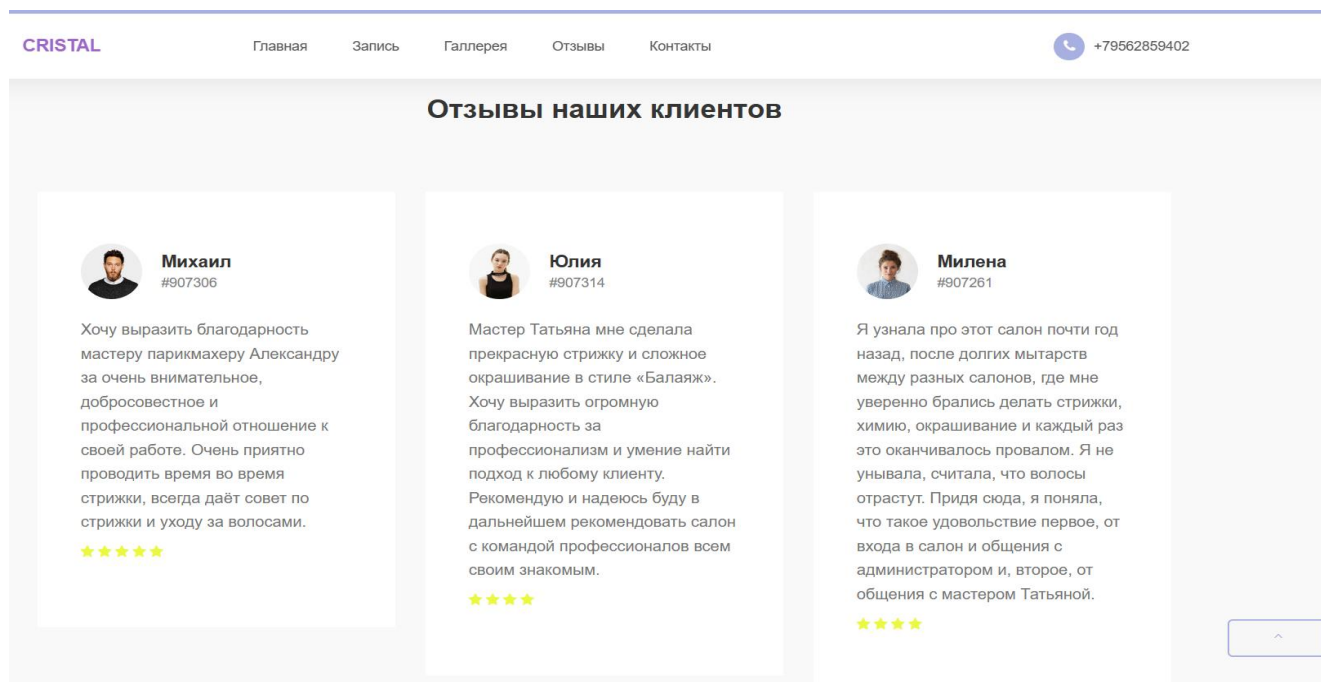 CRISTAL
Главная
Запись
Галлерея
Отзывы
Контакты
+79562859402
Отзывы наших клиентов
Михаил
#907306
Хочу выразить благодарность
мастеру парикмахеру Александру
за очень внимательное,
добросовестное и
профессиональной отношение к
своей работе. Очень приятно
проводить время во время
стрижки, всегда даёт совет по
стрижки и уходу за волосами.
Юлия
#907314
Мастер Татьяна мне сделала
прекрасную стрижку и сложное
окрашивание в стиле «Балаяж».
Хочу выразить огромную
благодарность за
профессионализм и умение найти
подход к любому клиенту.
Рекомендую и надеюсь буду в
дальнейшем рекомендовать салон
с командой профессионалов всем
своим знакомым.
Милена
#907261
Я узнала про этот салон почти год
назад, после долгих мытарств
между разных салонов, где мне
уверенно брались делать стрижки,
химию, окрашивание и каждый раз
это оканчивалось провалом. Я не
унывала, считала, что волосы
отрастут. Придя сюда, я поняла,
что такое удовольствие первое, от
входа в салон и общения с
администратором и, второе, от
общения с мастером Татьяной.